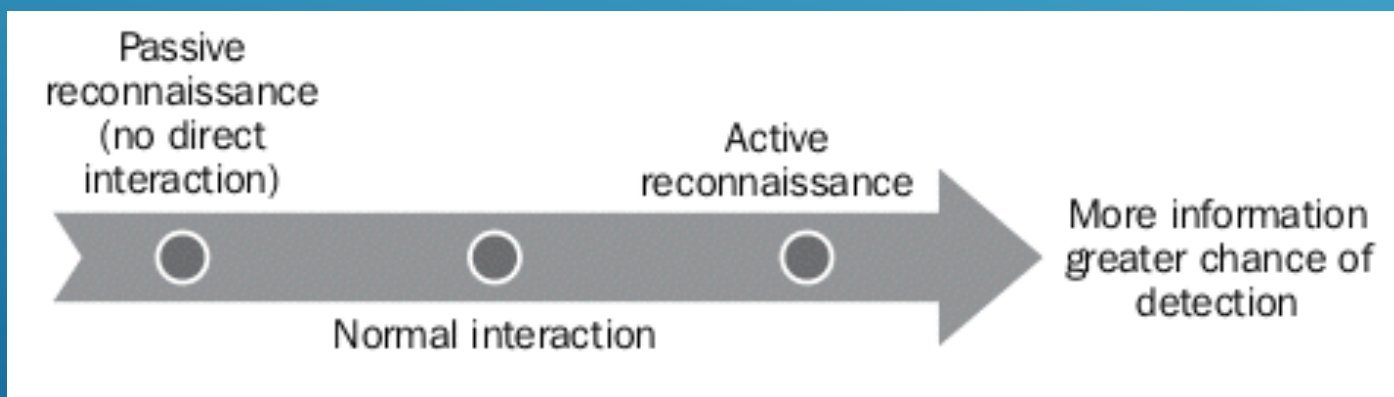 Passive
reconnaissance
(no direct
interaction)
Normal interaction
Active
reconnaissance
More information
greater chance of
detection